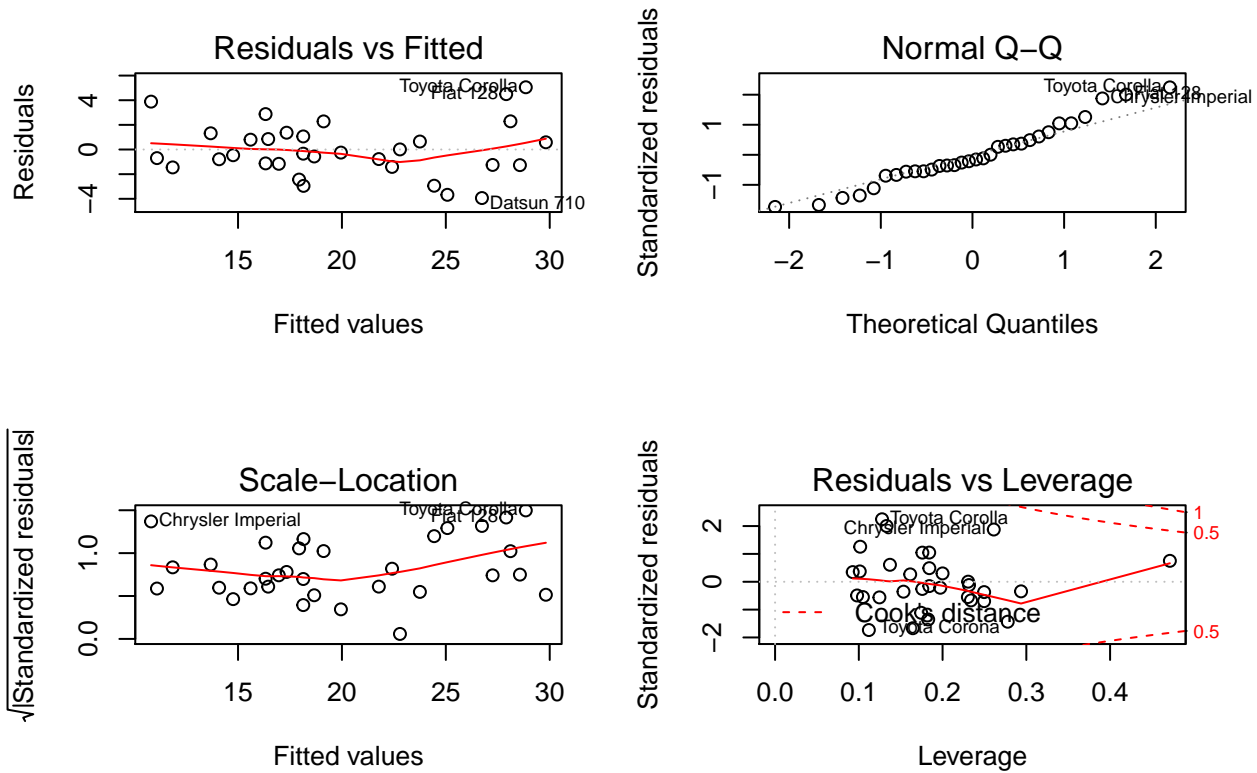 Residuals vs Fitted
Residuals
4
0
−4
Toyota Corolla
Fiat 128
Datsun 710
15 20 25 30
Fitted values
Normal Q−Q
Standardized residuals
1
−1
Toyota Corolla
Fiat 128
Chrysler Imperial
−2 −1 0 1 2
Theoretical Quantiles
Scale−Location
√|Standardized residuals|
1.0
0.0
Toyota Corolla
Fiat 128
Chrysler Imperial
15 20 25 30
Fitted values
Residuals vs Leverage
Standardized residuals
2
0
−2
Toyota Corolla
Chrysler Imperial
Cook's distance
Toyota Corona
1
0.5
0.5
0.0 0.1 0.2 0.3 0.4
Leverage